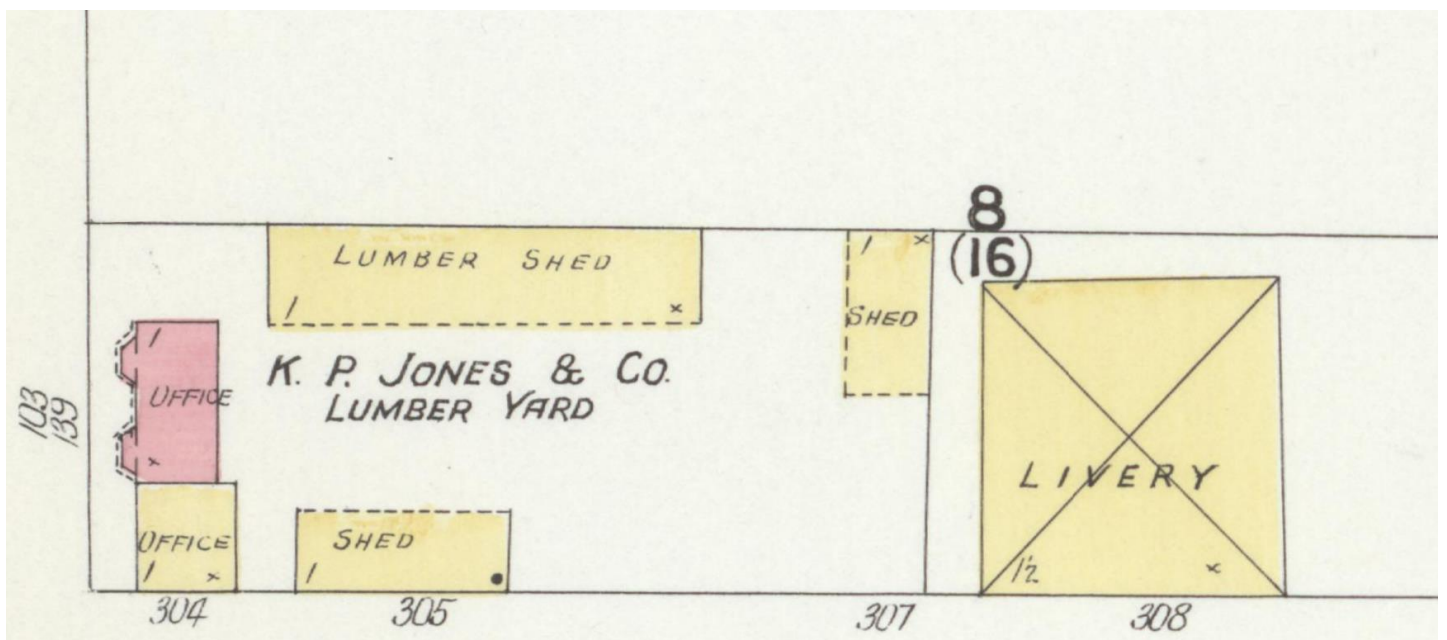 8
(16)
LUMBER SHED
1 x
1 x
SHED
1
OFFICE
x
K. P. JONES & CO.
LUMBER YARD
103
139
LIVERY
1½ x
OFFICE
1 x
SHED
1
304 305 307 308